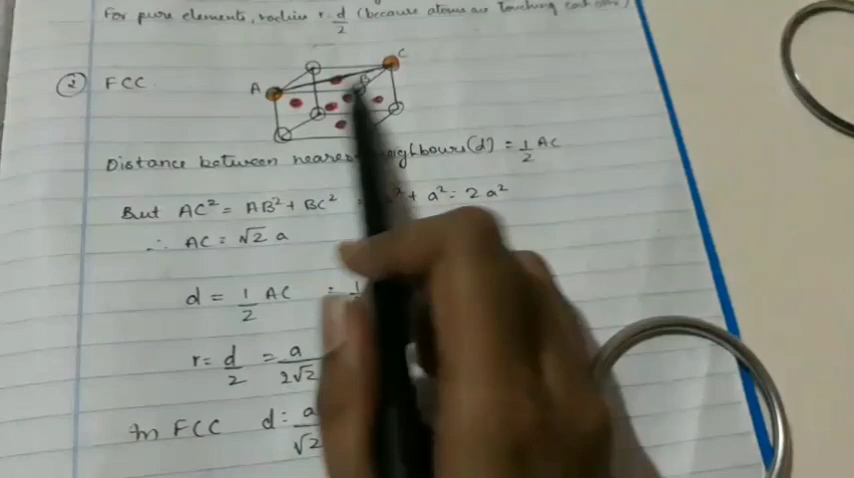 For pure elements, radius r = d/2 (because atoms are touching each other)
② FCC
A B C
Distance between nearest neighbours (d) = 1/2 AC
But AC² = AB² + BC² = ² + a² = 2a²
∴ AC = √2 a
d = 1/2 AC =
r = d/2 = a/2√2
In FCC d = a/√2